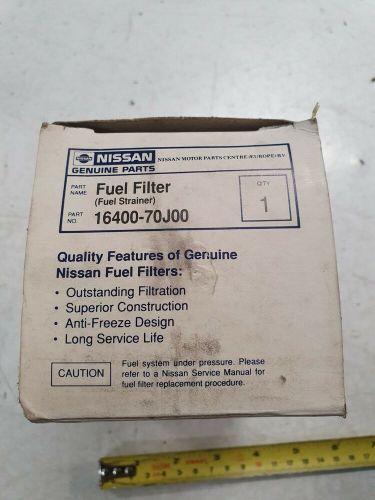 NISSAN NISSAN MOTOR PARTS CENTRE (EUROPE) BV
GENUINE PARTS
PART NAME Fuel Filter
(Fuel Strainer)
PART NO. 16400-70J00
QTY
1
Quality Features of Genuine
Nissan Fuel Filters:
• Outstanding Filtration
• Superior Construction
• Anti-Freeze Design
• Long Service Life
CAUTION
Fuel system under pressure. Please
refer to a Nissan Service Manual for
fuel filter replacement procedure.